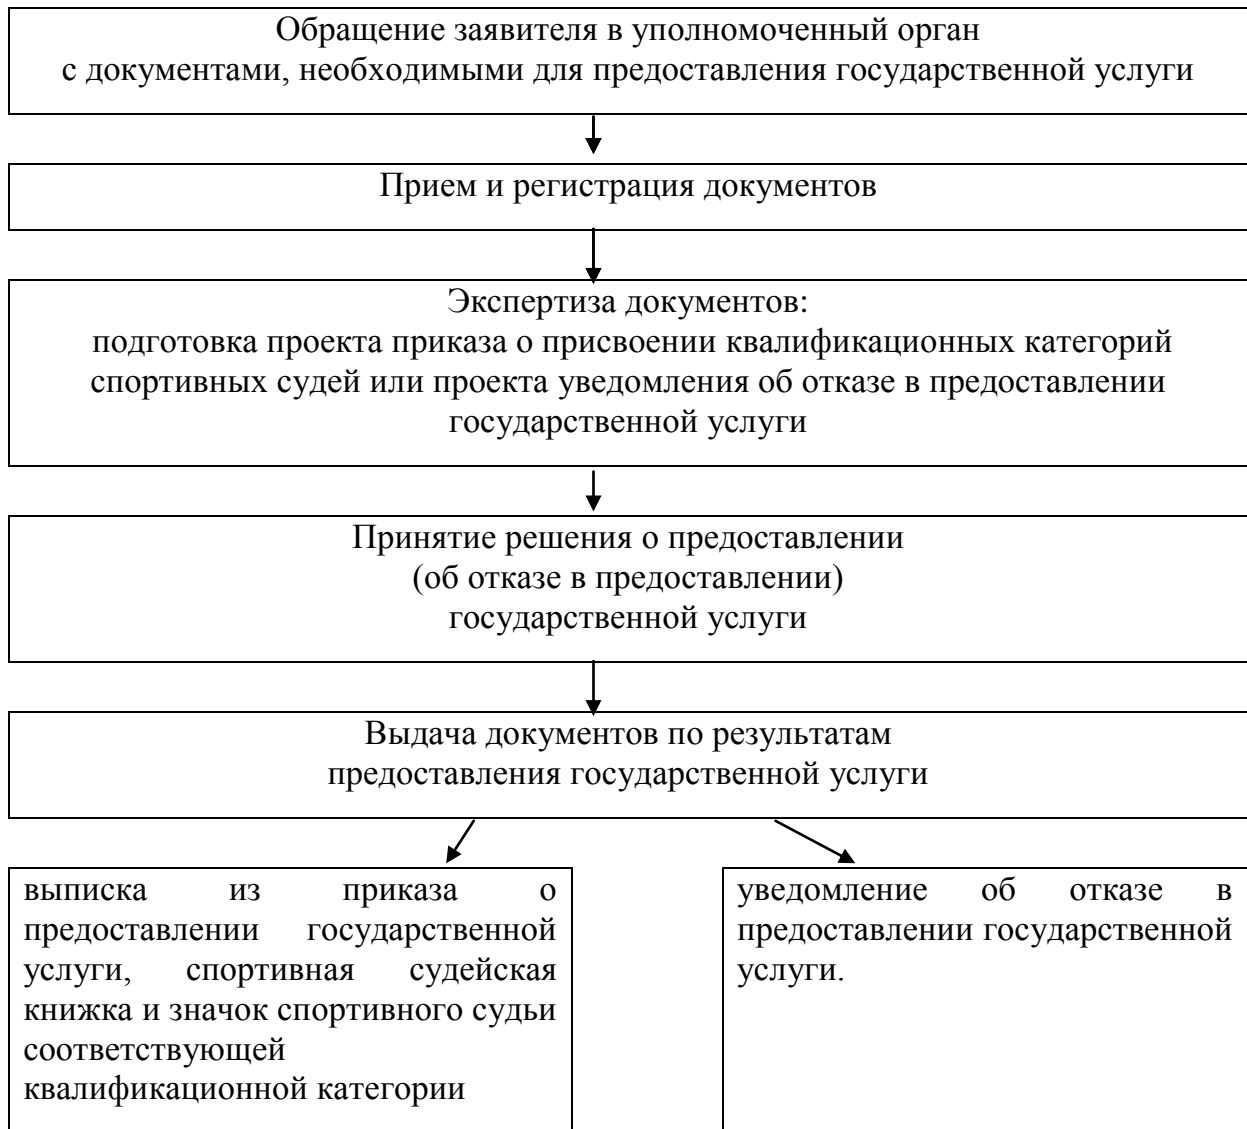 Обращение заявителя в уполномоченный орган
с документами, необходимыми для предоставления государственной услуги
Прием и регистрация документов
Экспертиза документов:
подготовка проекта приказа о присвоении квалификационных категорий
спортивных судей или проекта уведомления об отказе в предоставлении
государственной услуги
Принятие решения о предоставлении
(об отказе в предоставлении)
государственной услуги
Выдача документов по результатам
предоставления государственной услуги
выписка из приказа о
предоставлении государственной
услуги, спортивная судейская
книжка и значок спортивного судьи
соответствующей
квалификационной категории
уведомление об отказе в
предоставлении государственной
услуги.